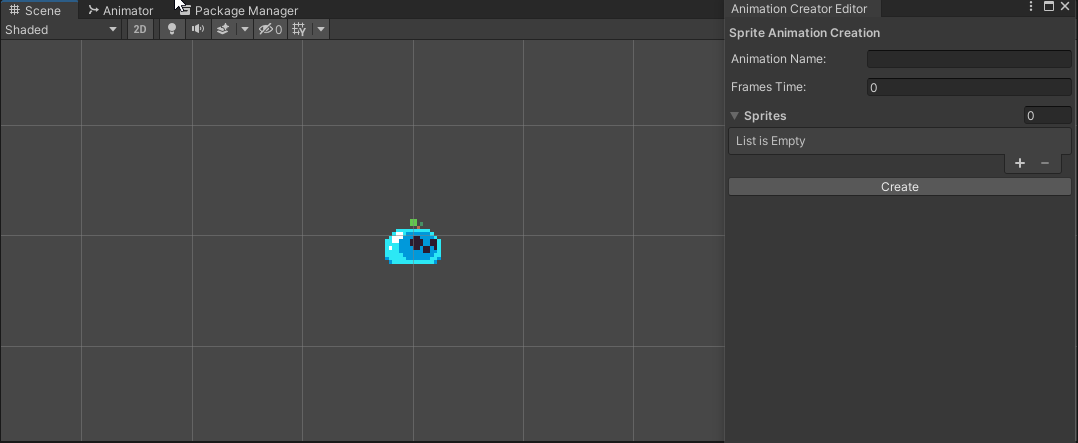 Scene Animator Package Manager
Shaded 2D 0
Animation Creator Editor
Sprite Animation Creation
Animation Name:
Frames Time: 0
Sprites 0
List is Empty
+ −
Create